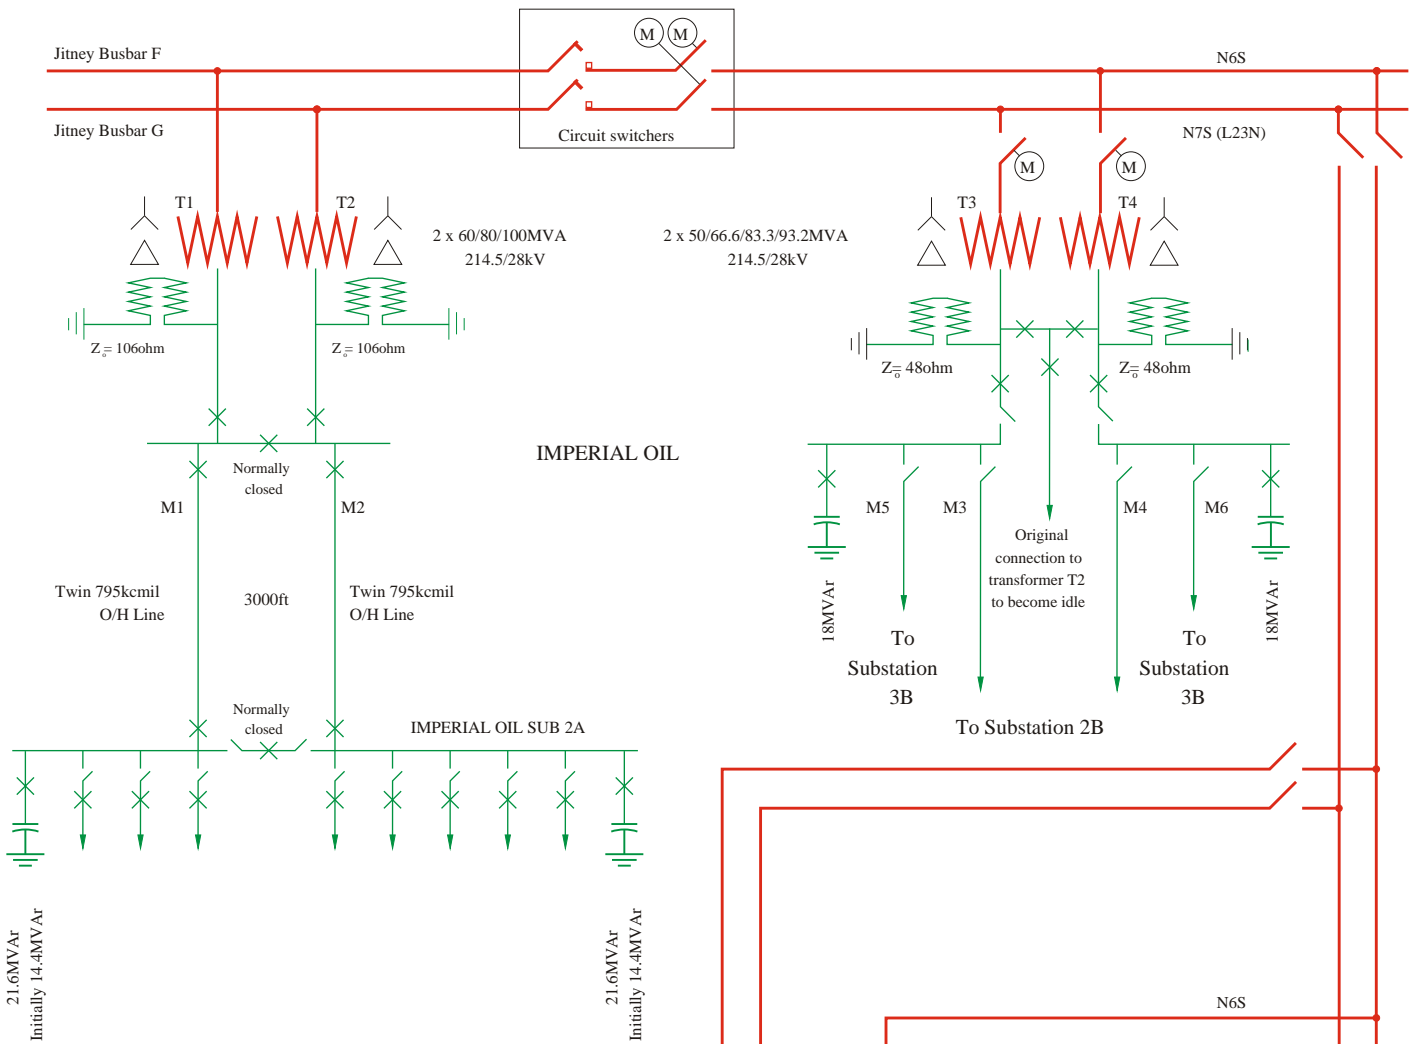 Jitney Busbar F
M
M
N6S
Jitney Busbar G
Circuit switchers
N7S (L23N)
M
M
T1
T2
T3
T4
2 x 60/80/100MVA
214.5/28kV
2 x 50/66.6/83.3/93.2MVA
214.5/28kV
Zo = 106ohm
Zo = 106ohm
Zo = 48ohm
Zo = 48ohm
IMPERIAL OIL
Normally
closed
M1
M2
M5
M3
M4
M6
Original
connection to
transformer T2
to become idle
Twin 795kcmil
O/H Line
3000ft
Twin 795kcmil
O/H Line
18MVAr
18MVAr
To
Substation
3B
To
Substation
3B
To Substation 2B
Normally
closed
IMPERIAL OIL SUB 2A
21.6MVAr
Initially 14.4MVAr
21.6MVAr
Initially 14.4MVAr
N6S